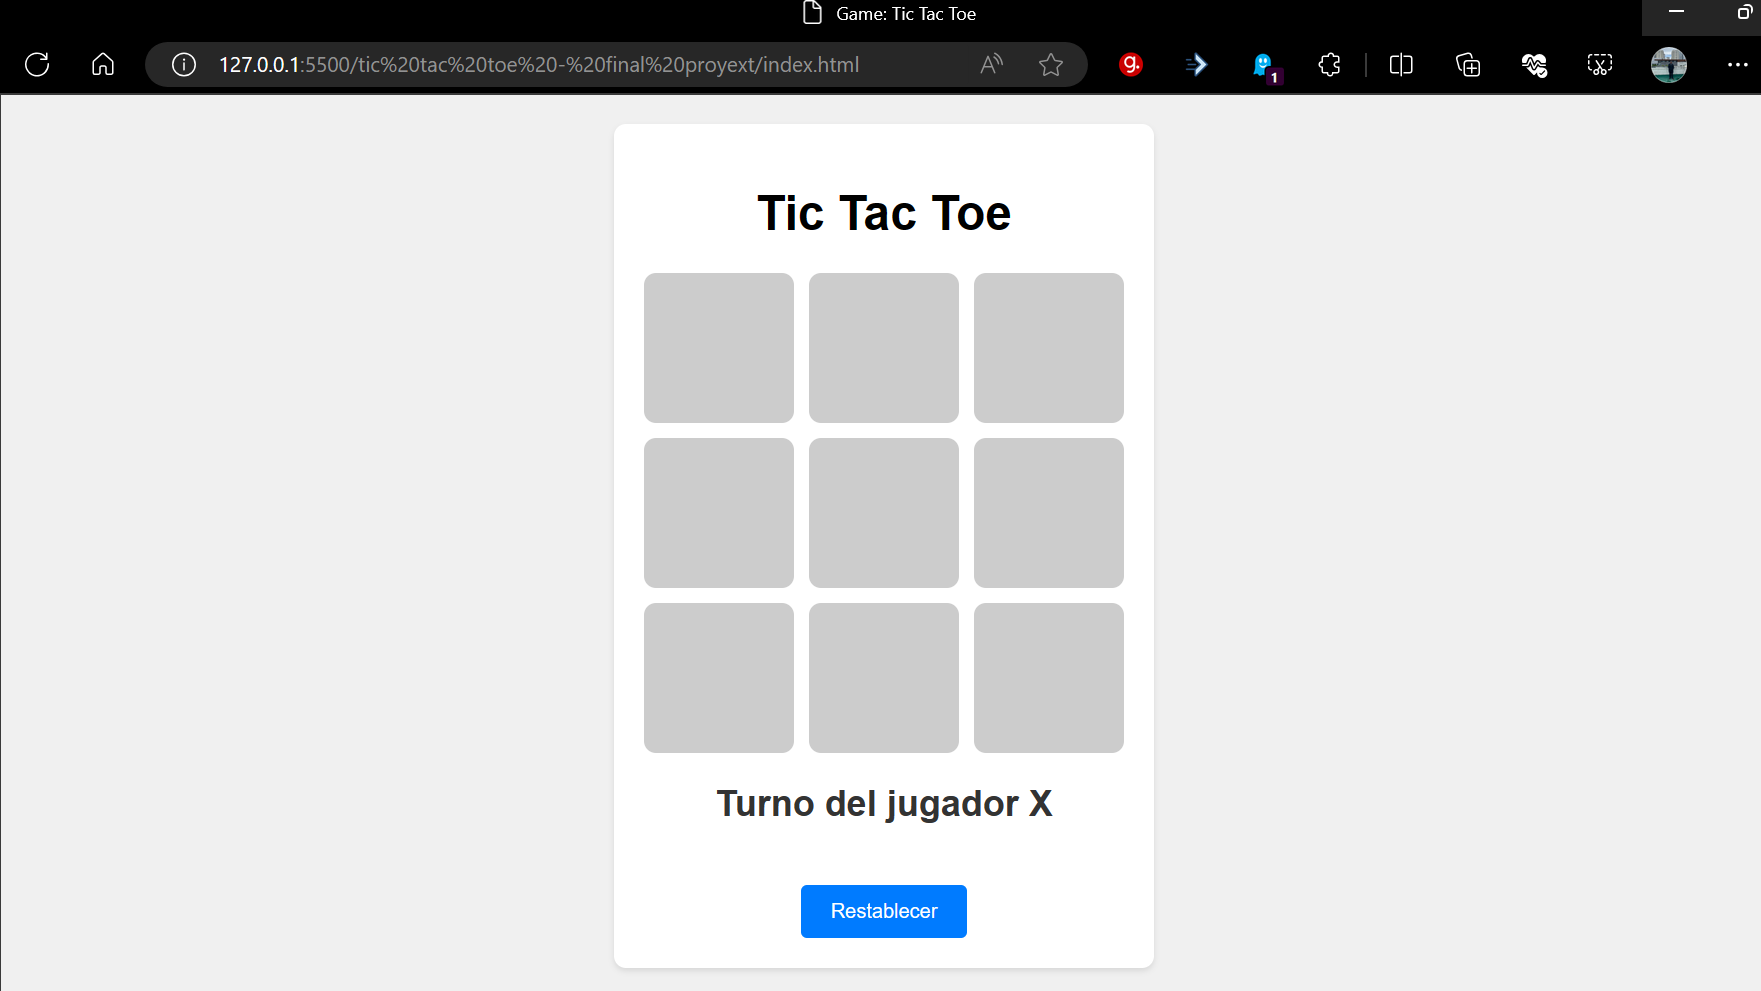 Game: Tic Tac Toe
127.0.0.1:5500/tic%20tac%20toe%20-%20final%20proyext/index.html
A
g.
1
Tic Tac Toe
Turno del jugador X
Restablecer